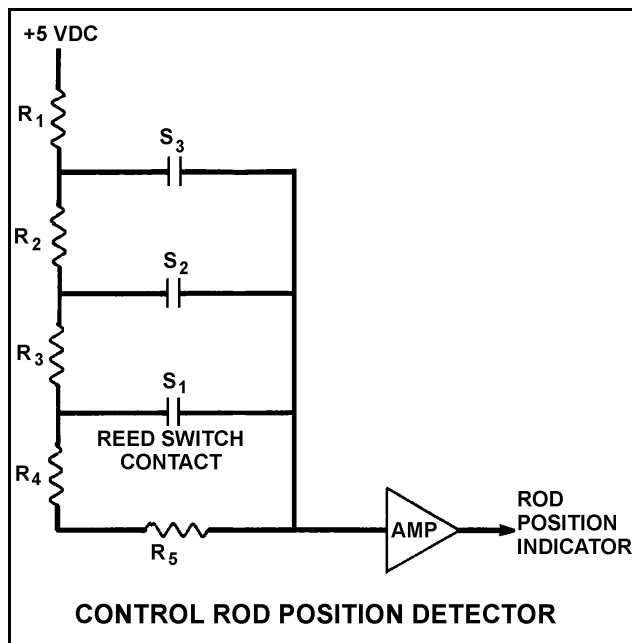 +5 VDC
R1
S3
R2
S2
R3
S1
REED SWITCH
CONTACT
R4
R5
AMP
ROD
POSITION
INDICATOR
CONTROL ROD POSITION DETECTOR